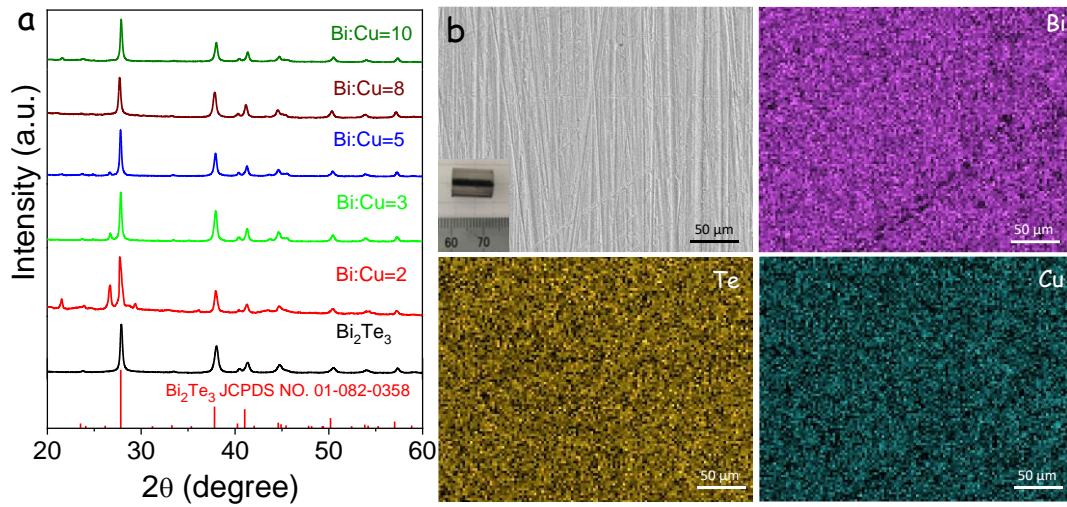 a
Bi:Cu=10
Bi:Cu=8
Bi:Cu=5
Bi:Cu=3
Bi:Cu=2
Bi₂Te₃
Bi₂Te₃ JCPDS NO. 01-082-0358
Intensity (a.u.)
20 30 40 50 60
2θ (degree)
b
60 70
50 μm
Bi
50 μm
Te
50 μm
Cu
50 μm